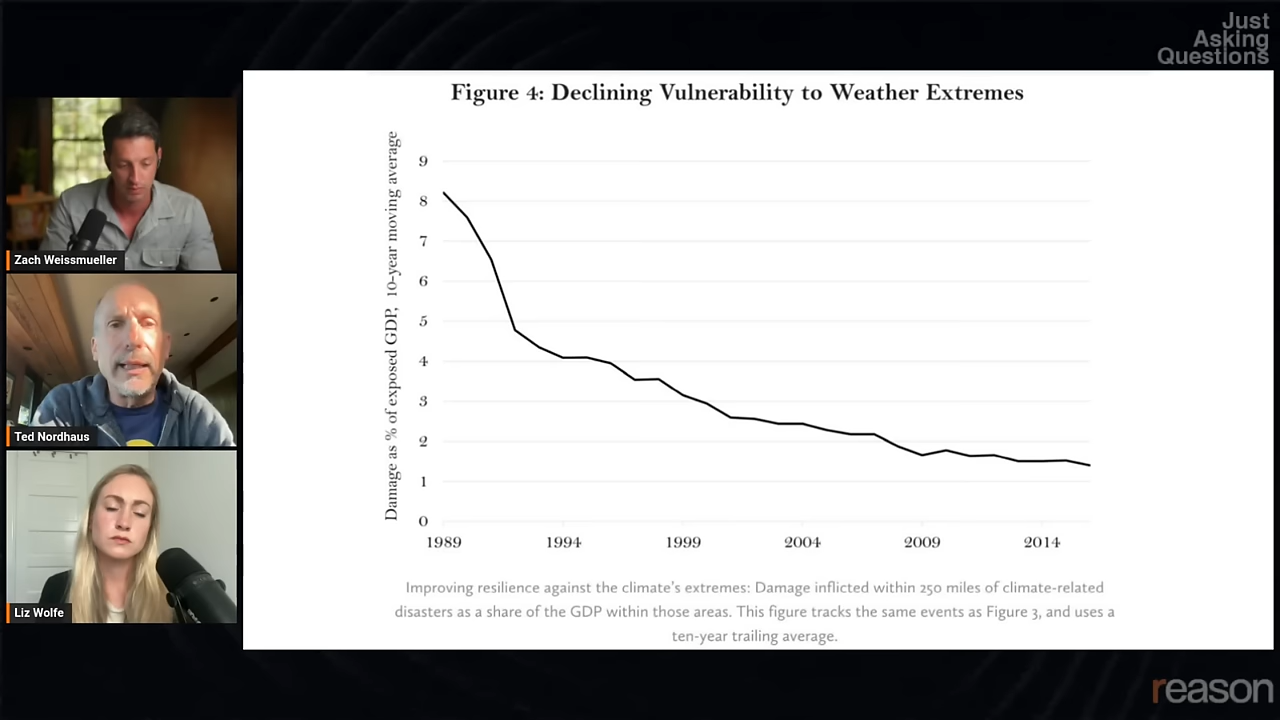 Just
Asking
Questions
Figure 4: Declining Vulnerability to Weather Extremes
Damage as % of exposed GDP, 10-year moving average
9
8
7
6
5
4
3
2
1
0
1989 1994 1999 2004 2009 2014
Improving resilience against the climate's extremes: Damage inflicted within 250 miles of climate-related
disasters as a share of the GDP within those areas. This figure tracks the same events as Figure 3, and uses a
ten-year trailing average.
Zach Weissmueller
Ted Nordhaus
Liz Wolfe
reason